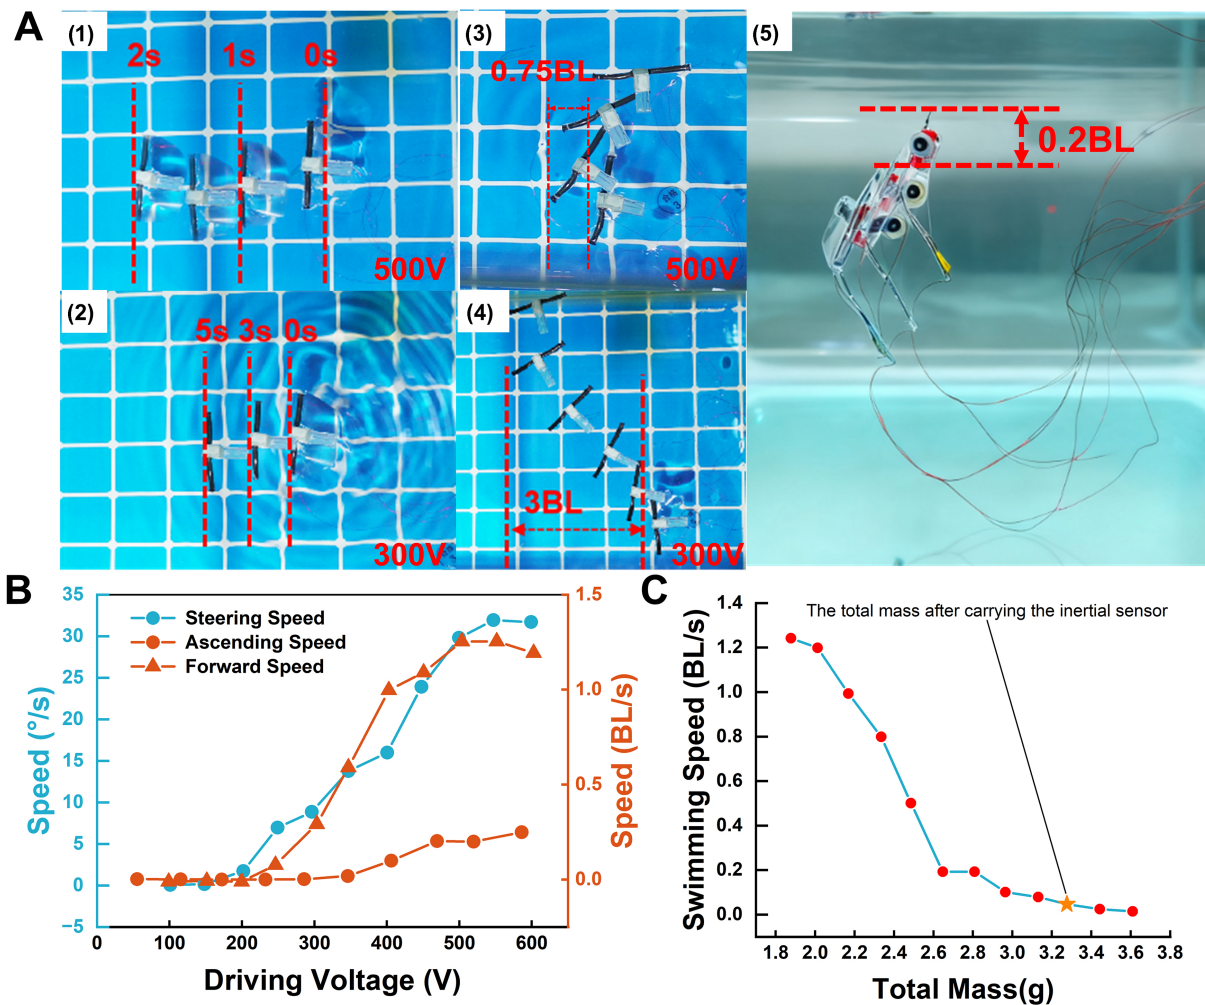 A
(1)
2s
1s
0s
500V
(2)
5s
3s
0s
300V
(3)
0.75BL
500V
(4)
3BL
300V
(5)
0.2BL
B
Steering Speed
Ascending Speed
Forward Speed
Speed (°/s)
35
30
25
20
15
10
5
0
−5
Speed (BL/s)
1.5
1.0
0.5
0.0
0
100
200
300
400
500
600
Driving Voltage (V)
C
The total mass after carrying the inertial sensor
Swimming Speed (BL/s)
1.4
1.2
1.0
0.8
0.6
0.4
0.2
0.0
1.8
2.0
2.2
2.4
2.6
2.8
3.0
3.2
3.4
3.6
3.8
Total Mass(g)